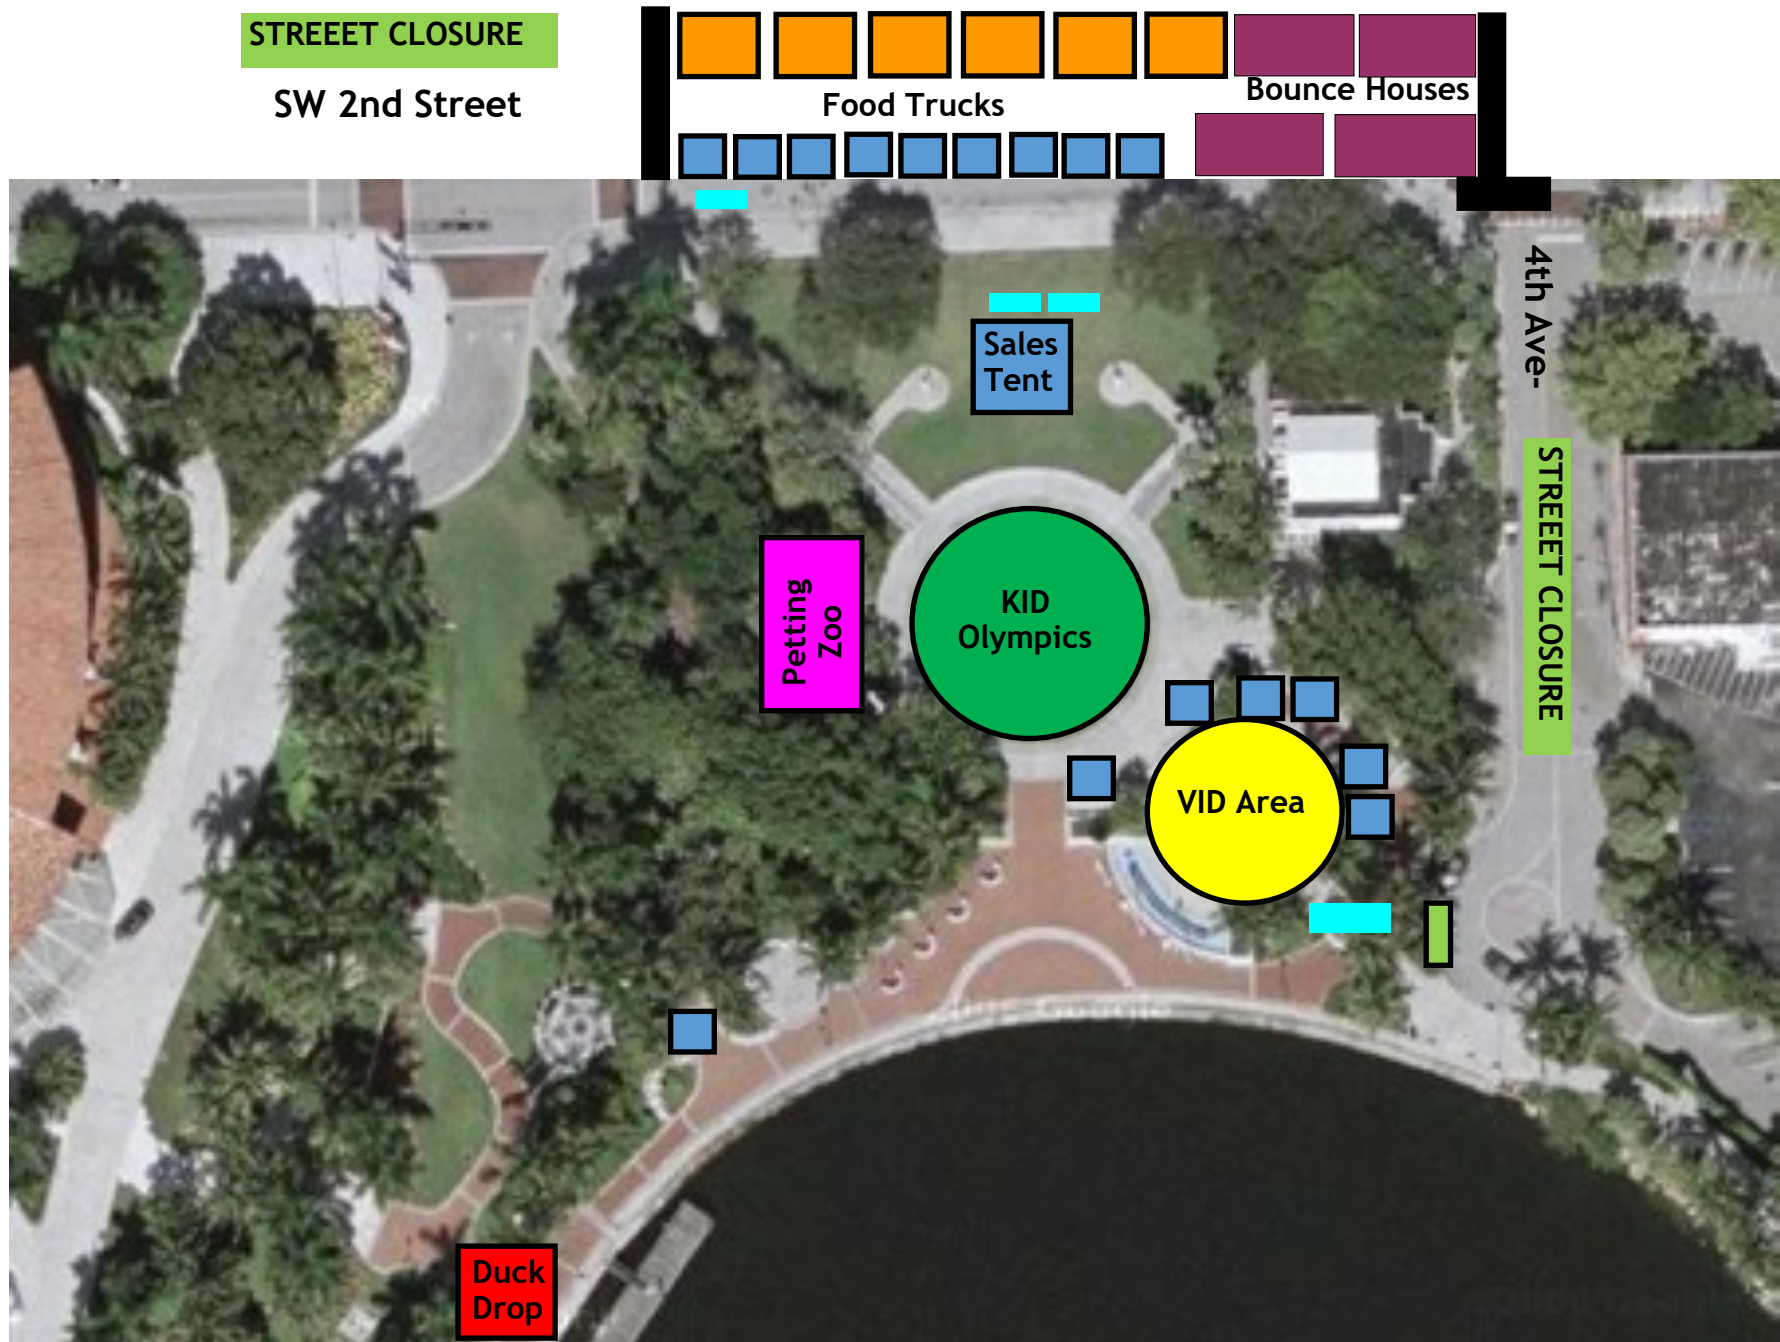 STREEET CLOSURE
SW 2nd Street
Food Trucks
Bounce Houses
4th Ave-
STREEET CLOSURE
Sales
Tent
Petting
Zoo
KID
Olympics
VID Area
Google
Duck
Drop